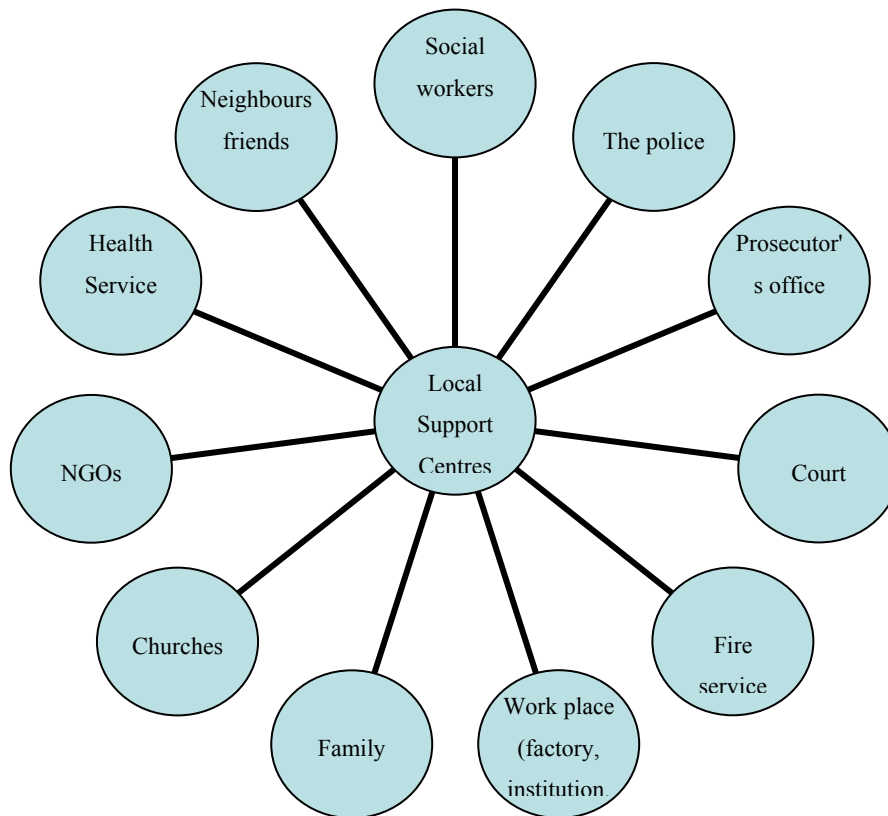 Social
workers
The police
Prosecutor'
s office
Court
Fire
service
Work place
(factory,
institution.
Family
Churches
NGOs
Health
Service
Neighbours
friends
Local
Support
Centres